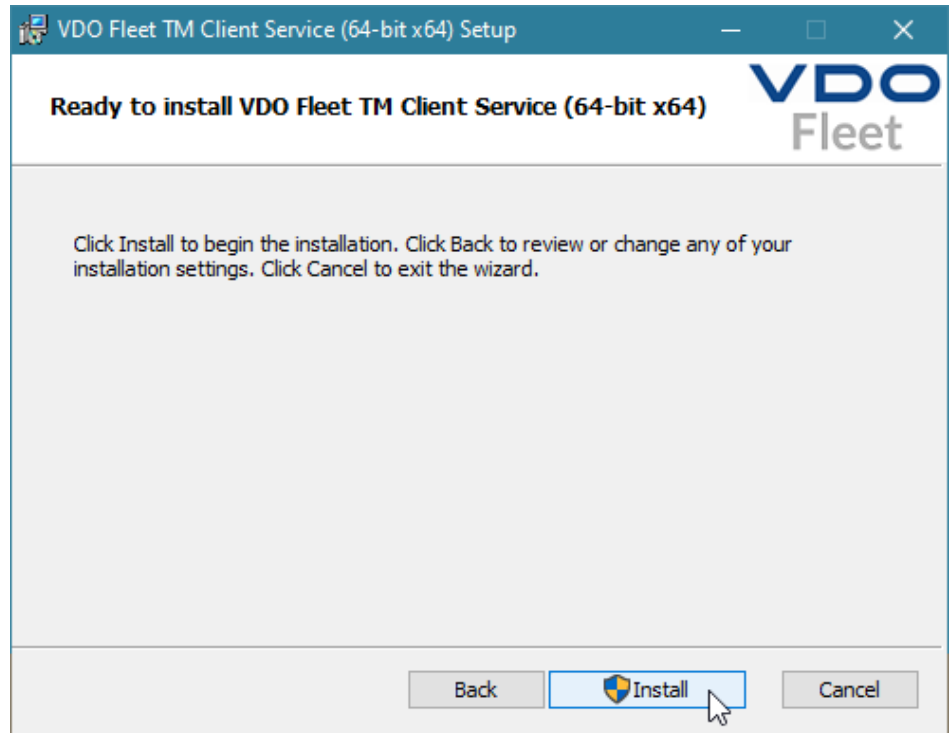 VDO Fleet TM Client Service (64-bit x64) Setup
Ready to install VDO Fleet TM Client Service (64-bit x64)
VDO
Fleet
Click Install to begin the installation. Click Back to review or change any of your
installation settings. Click Cancel to exit the wizard.
Back
Install
Cancel